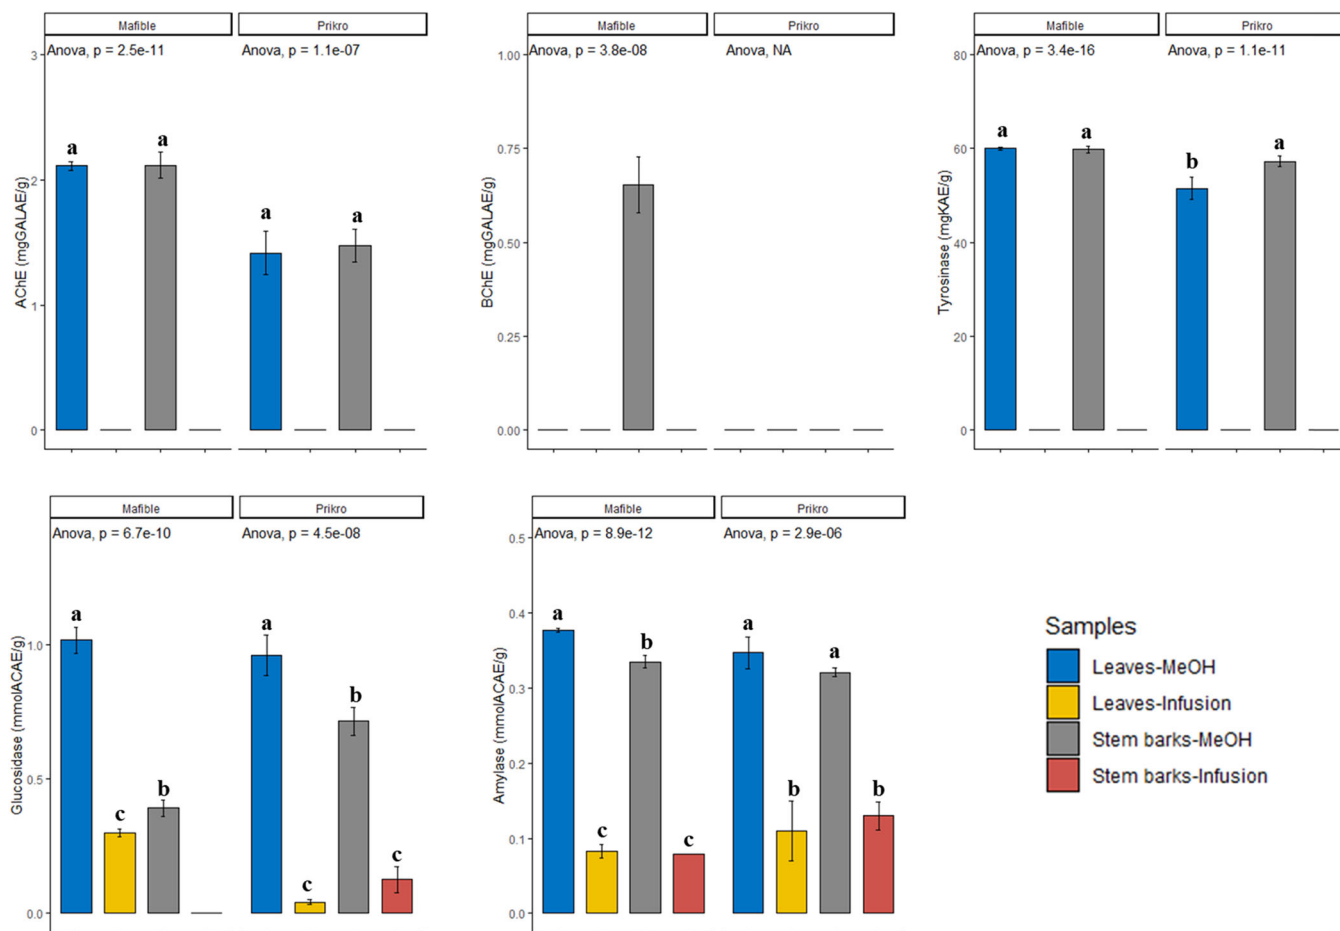 Mafible Prikro
Anova, p = 2.5e-11 Anova, p = 1.1e-07
AChE (mgGALAE/g)
3
2
1
0
a a a a
Mafible Prikro
Anova, p = 3.8e-08 Anova, NA
BChE (mgGALAE/g)
1.00
0.75
0.50
0.25
0.00
Mafible Prikro
Anova, p = 3.4e-16 Anova, p = 1.1e-11
Tyrosinase (mgKAE/g)
80
60
40
20
0
a a b a
Mafible Prikro
Anova, p = 6.7e-10 Anova, p = 4.5e-08
Glucosidase (mmolACAE/g)
1.0
0.5
0.0
a c b a c b c
Mafible Prikro
Anova, p = 8.9e-12 Anova, p = 2.9e-06
Amylase (mmolACAE/g)
0.5
0.4
0.3
0.2
0.1
0.0
a c b c a b a b
Samples
Leaves-MeOH
Leaves-Infusion
Stem barks-MeOH
Stem barks-Infusion